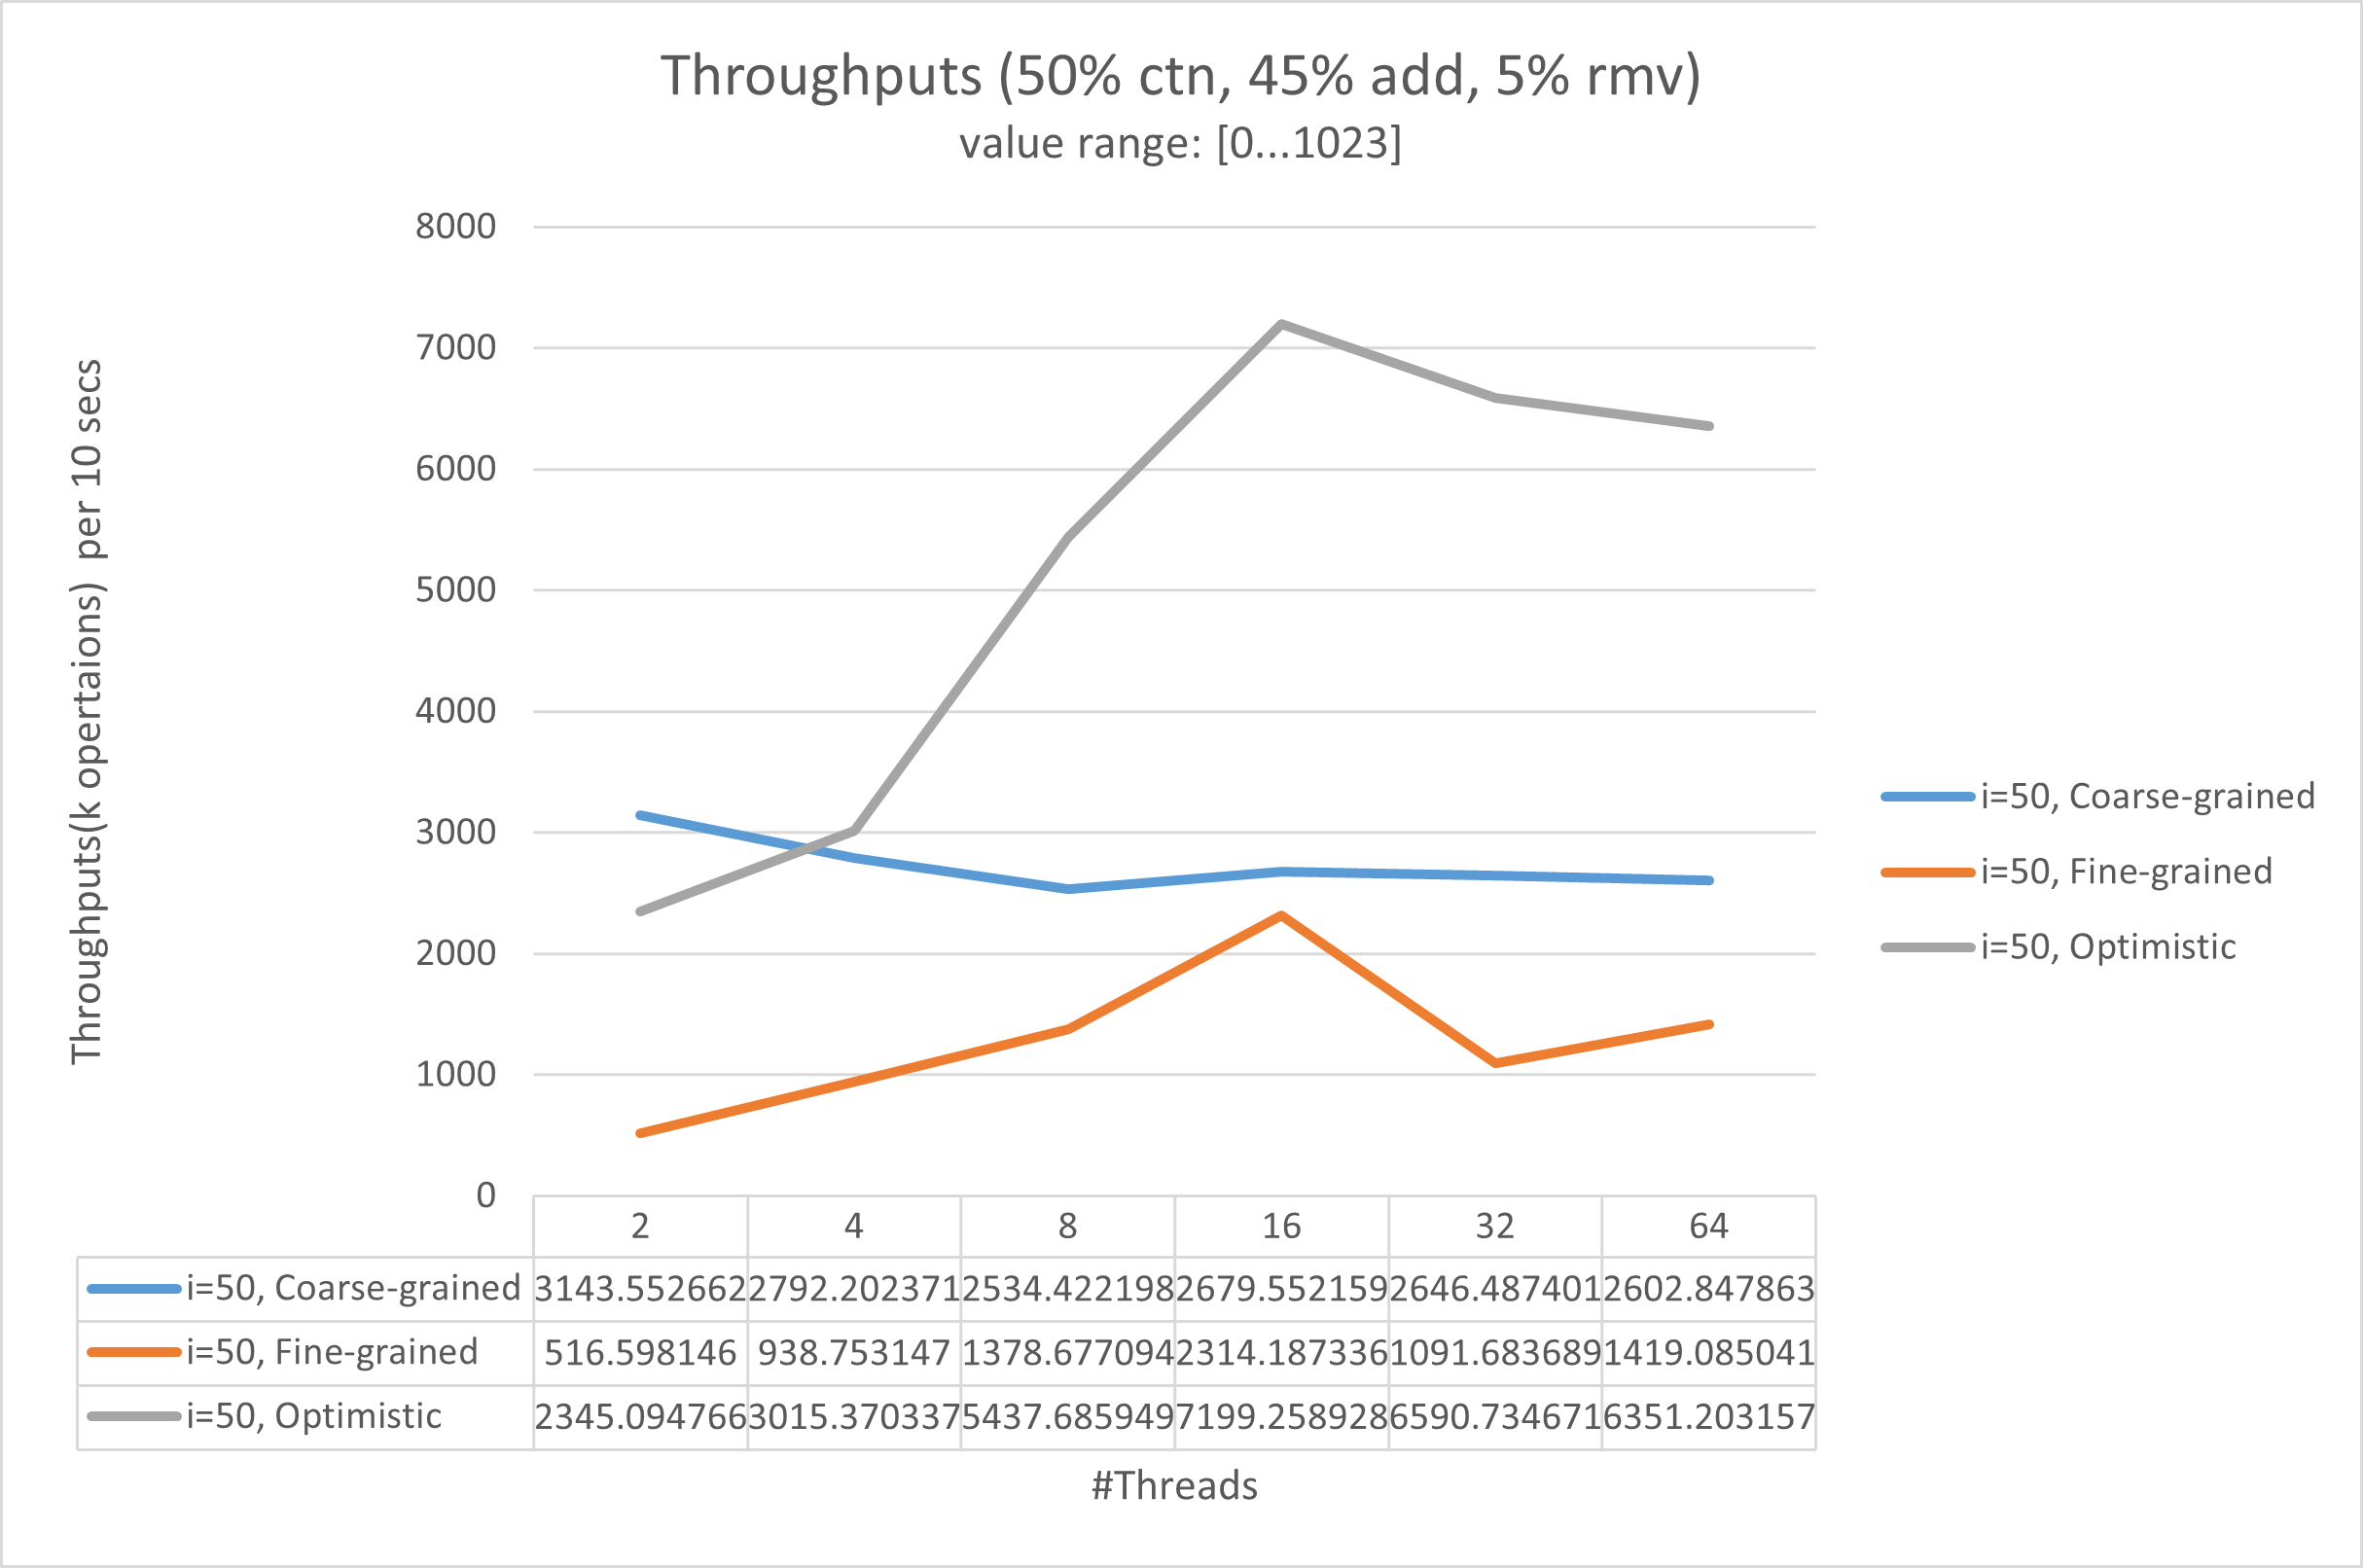 Throughputs (50% ctn, 45% add, 5% rmv)
value range: [0...1023]
Throughputs(k opertaions) per 10 secs
8000
7000
6000
5000
4000
3000
2000
1000
0
i=50, Coarse-grained
i=50, Fine-grained
i=50, Optimistic
2 4 8 16 32 64
i=50, Coarse-grained 3143.552662 2792.202371 2534.422198 2679.552159 2646.487401 2602.847863
i=50, Fine-grained 516.598146 938.753147 1378.677094 2314.187336 1091.683689 1419.085041
i=50, Optimistic 2345.094766 3015.370337 5437.685949 7199.258928 6590.734671 6351.203157
#Threads